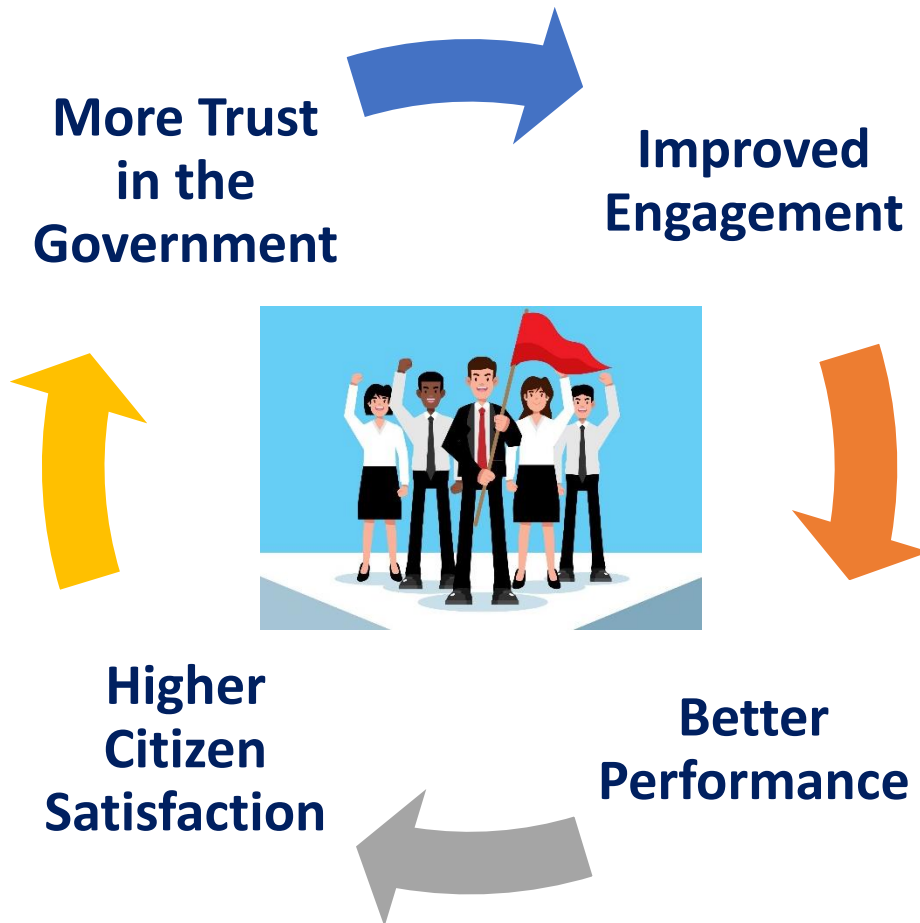 More Trust
in the
Government
Improved
Engagement
Better
Performance
Higher
Citizen
Satisfaction